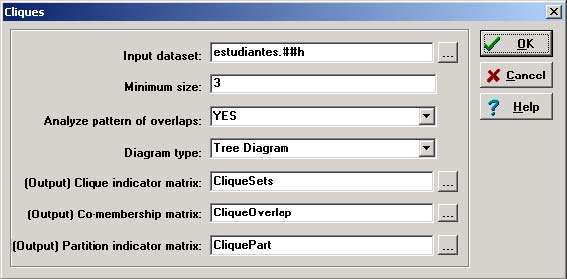 Cliques
Input dataset: estudiantes.##h ...
Minimum size: 3
Analyze pattern of overlaps: YES
Diagram type: Tree Diagram
(Output) Clique indicator matrix: CliqueSets ...
(Output) Co-membership matrix: CliqueOverlap ...
(Output) Partition indicator matrix: CliquePart ...
OK
Cancel
? Help